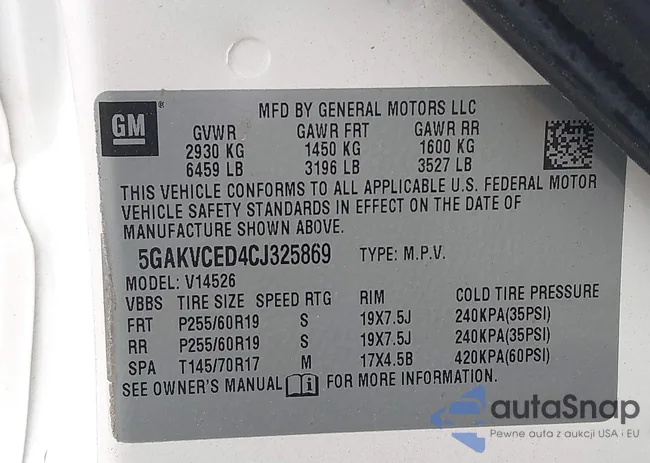 MFD BY GENERAL MOTORS LLC
GM
GVWR GAWR FRT GAWR RR
2930 KG 1450 KG 1600 KG
6459 LB 3196 LB 3527 LB
THIS VEHICLE CONFORMS TO ALL APPLICABLE U.S. FEDERAL MOTOR
VEHICLE SAFETY STANDARDS IN EFFECT ON THE DATE OF
MANUFACTURE SHOWN ABOVE.
5GAKVCED4CJ325869 TYPE: M.P.V.
MODEL: V14526
VBBS TIRE SIZE SPEED RTG RIM COLD TIRE PRESSURE
FRT P255/60R19 S 19X7.5J 240KPA(35PSI)
RR P255/60R19 S 19X7.5J 240KPA(35PSI)
SPA T145/70R17 M 17X4.5B 420KPA(60PSI)
SEE OWNER'S MANUAL FOR MORE INFORMATION.
autaSnap
Pewne auta z aukcji USA i EU